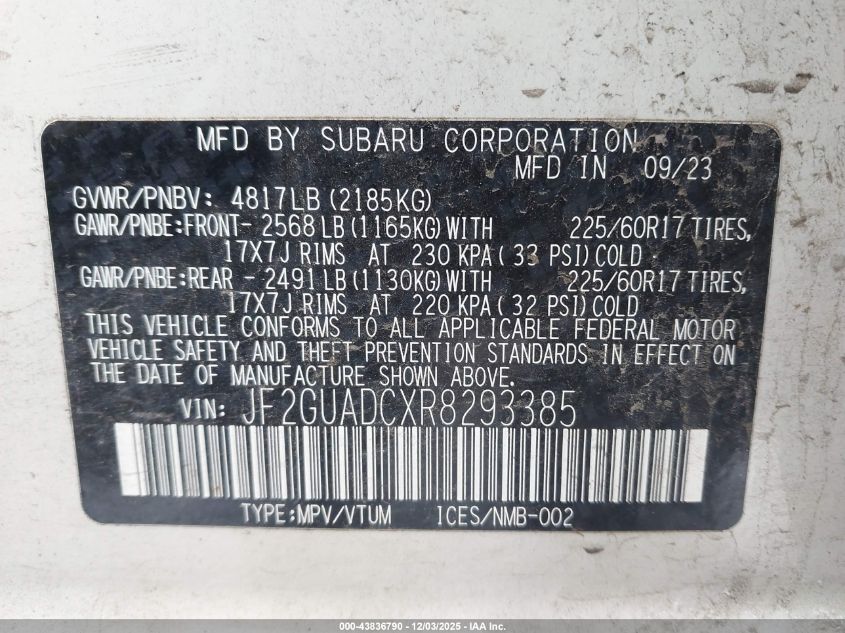 MFD BY SUBARU CORPORATION
MFD IN 09/23
GVWR/PNBV: 4817LB (2185KG)
GAWR/PNBE:FRONT- 2568 LB (1165KG) WITH 225/60R17 TIRES,
17X7J RIMS AT 230 KPA ( 33 PSI) COLD
GAWR/PNBE:REAR - 2491 LB (1130KG) WITH 225/60R17 TIRES,
17X7J RIMS AT 220 KPA ( 32 PSI) COLD
THIS VEHICLE CONFORMS TO ALL APPLICABLE FEDERAL MOTOR
VEHICLE SAFETY AND THEFT PREVENTION STANDARDS IN EFFECT ON
THE DATE OF MANUFACTURE SHOWN ABOVE.
VIN: JF2GUADCXR8293385
TYPE:MPV/VTUM ICES/NMB-002
000-43836790 - 12/03/2025 - IAA Inc.